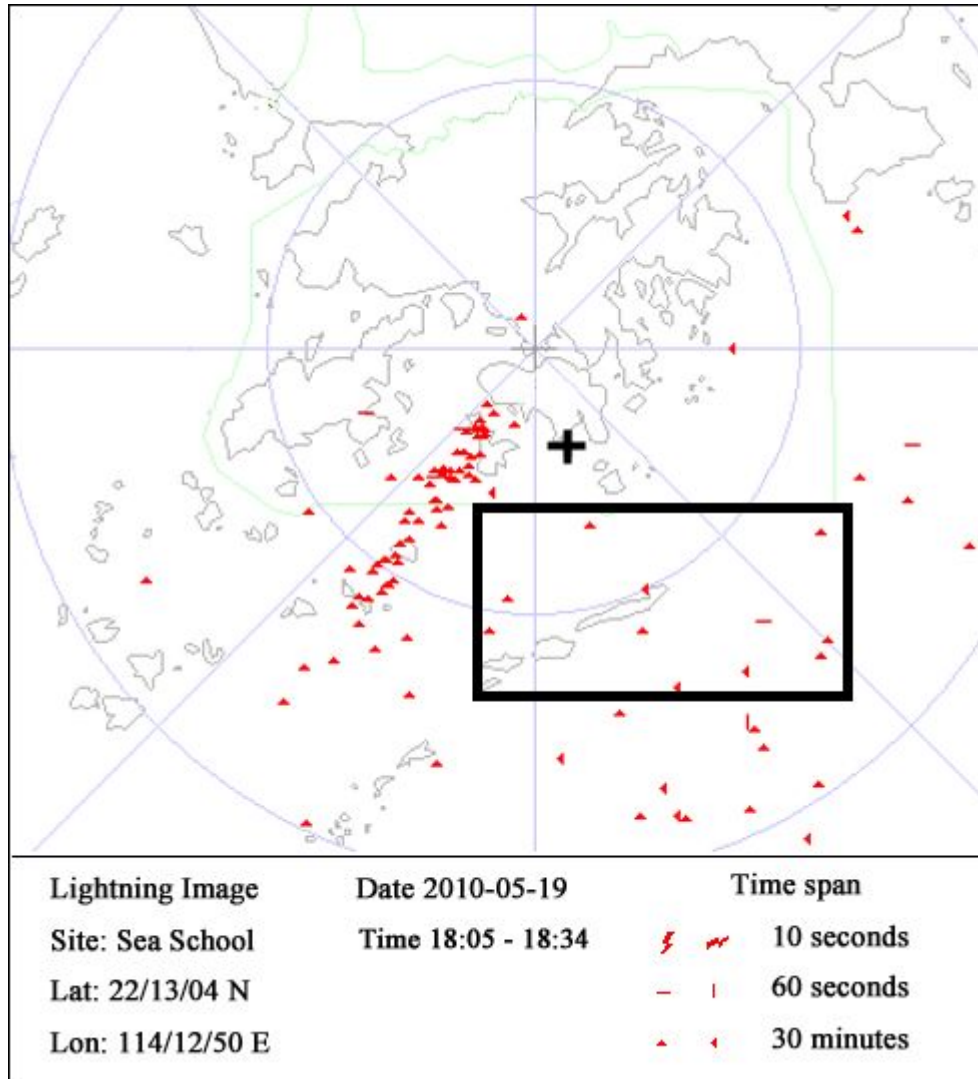 Lightning Image
Date 2010-05-19
Time span
Site: Sea School
Time 18:05 - 18:34
10 seconds
Lat: 22/13/04 N
60 seconds
Lon: 114/12/50 E
30 minutes